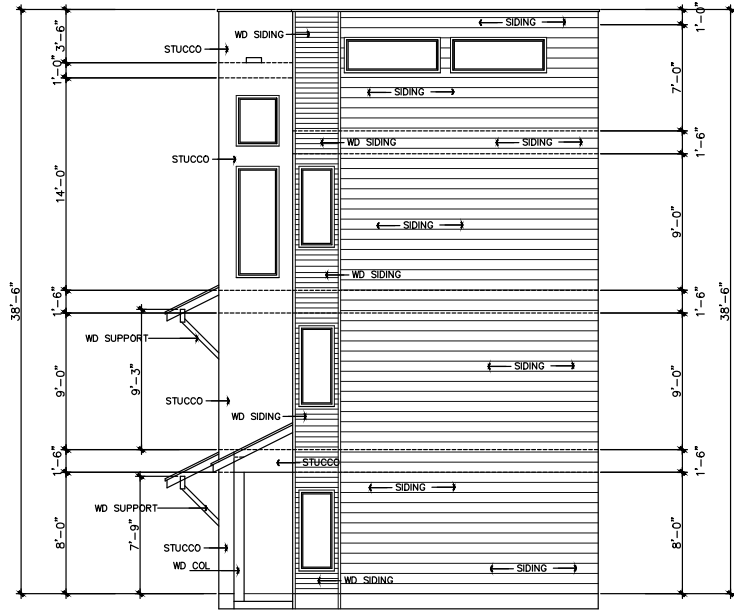 SIDING
1'-0"
3'-6"
WD SIDING
STUCCO
1'-0"
7'-0"
SIDING
WD SIDING
SIDING
1'-6"
STUCCO
14'-0"
SIDING
9'-0"
WD SIDING
38'-6"
1'-6"
1'-6"
38'-6"
WD SUPPORT
SIDING
9'-3"
9'-0"
9'-0"
STUCCO
WD SIDING
1'-6"
STUCCO
1'-6"
SIDING
WD SUPPORT
7'-9"
8'-0"
8'-0"
STUCCO
WD COL
SIDING
WD SIDING